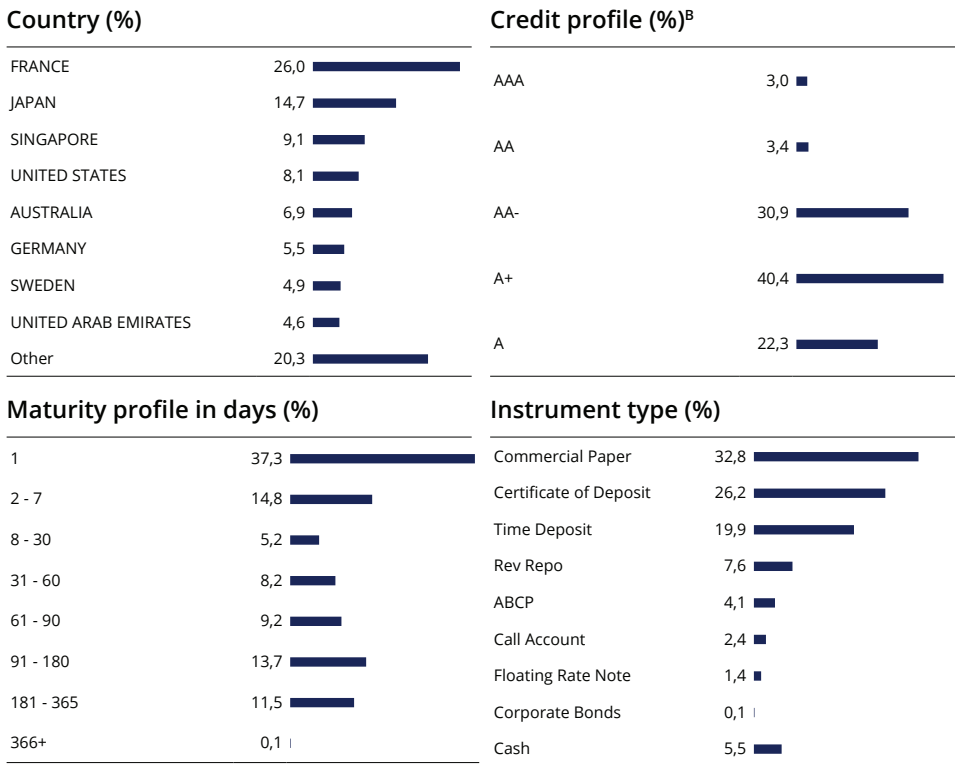 Country (%)
FRANCE 26,0
JAPAN 14,7
SINGAPORE 9,1
UNITED STATES 8,1
AUSTRALIA 6,9
GERMANY 5,5
SWEDEN 4,9
UNITED ARAB EMIRATES 4,6
Other 20,3
Credit profile (%)ᴮ
AAA 3,0
AA 3,4
AA- 30,9
A+ 40,4
A 22,3
Maturity profile in days (%)
1 37,3
2 - 7 14,8
8 - 30 5,2
31 - 60 8,2
61 - 90 9,2
91 - 180 13,7
181 - 365 11,5
366+ 0,1
Instrument type (%)
Commercial Paper 32,8
Certificate of Deposit 26,2
Time Deposit 19,9
Rev Repo 7,6
ABCP 4,1
Call Account 2,4
Floating Rate Note 1,4
Corporate Bonds 0,1
Cash 5,5